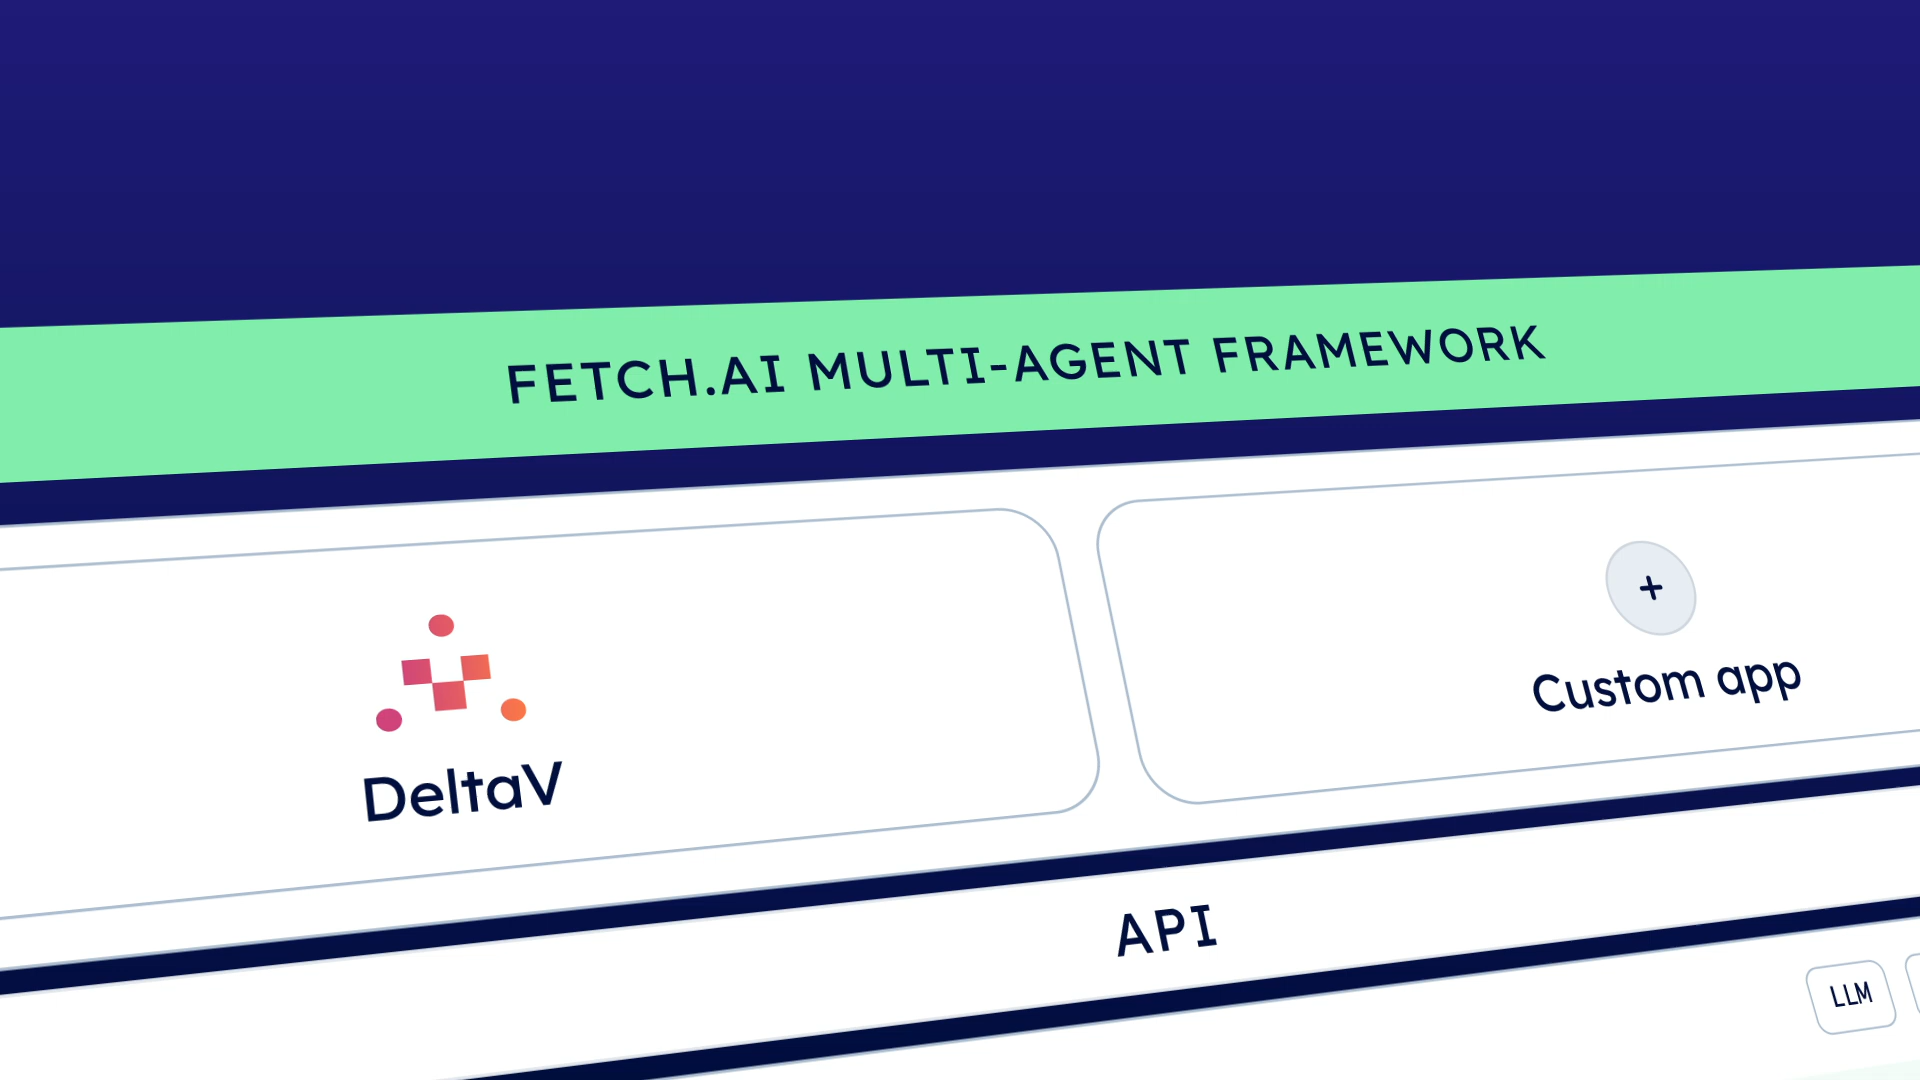 FETCH.AI MULTI-AGENT FRAMEWORK
DeltaV
+
Custom app
API
LLM